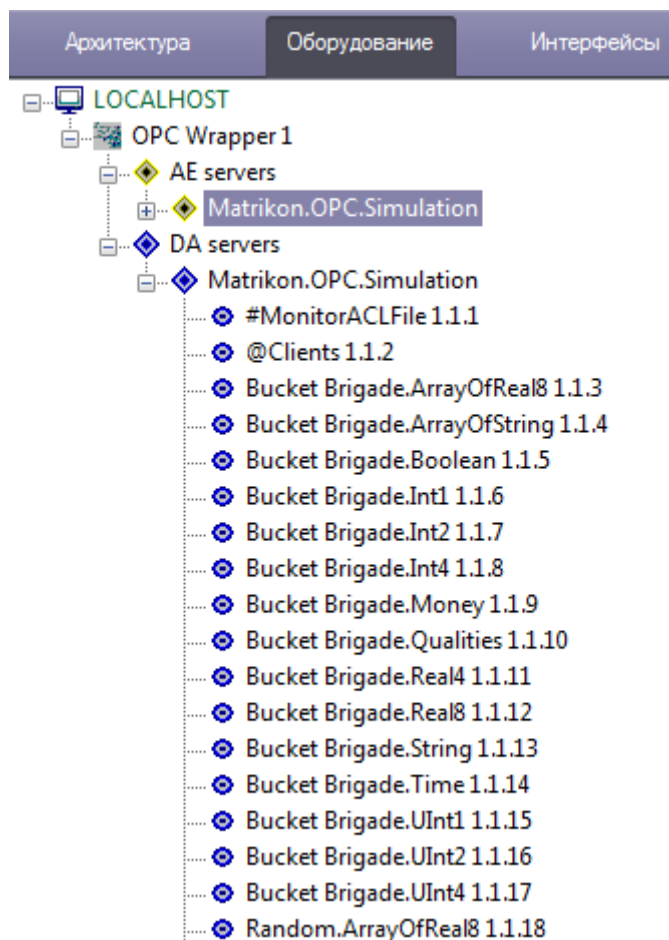 Архитектура Оборудование Интерфейсы
LOCALHOST
OPC Wrapper 1
AE servers
Matrikon.OPC.Simulation
DA servers
Matrikon.OPC.Simulation
#MonitorACLFile 1.1.1
@Clients 1.1.2
Bucket Brigade.ArrayOfReal8 1.1.3
Bucket Brigade.ArrayOfString 1.1.4
Bucket Brigade.Boolean 1.1.5
Bucket Brigade.Int1 1.1.6
Bucket Brigade.Int2 1.1.7
Bucket Brigade.Int4 1.1.8
Bucket Brigade.Money 1.1.9
Bucket Brigade.Qualities 1.1.10
Bucket Brigade.Real4 1.1.11
Bucket Brigade.Real8 1.1.12
Bucket Brigade.String 1.1.13
Bucket Brigade.Time 1.1.14
Bucket Brigade.UInt1 1.1.15
Bucket Brigade.UInt2 1.1.16
Bucket Brigade.UInt4 1.1.17
Random.ArrayOfReal8 1.1.18